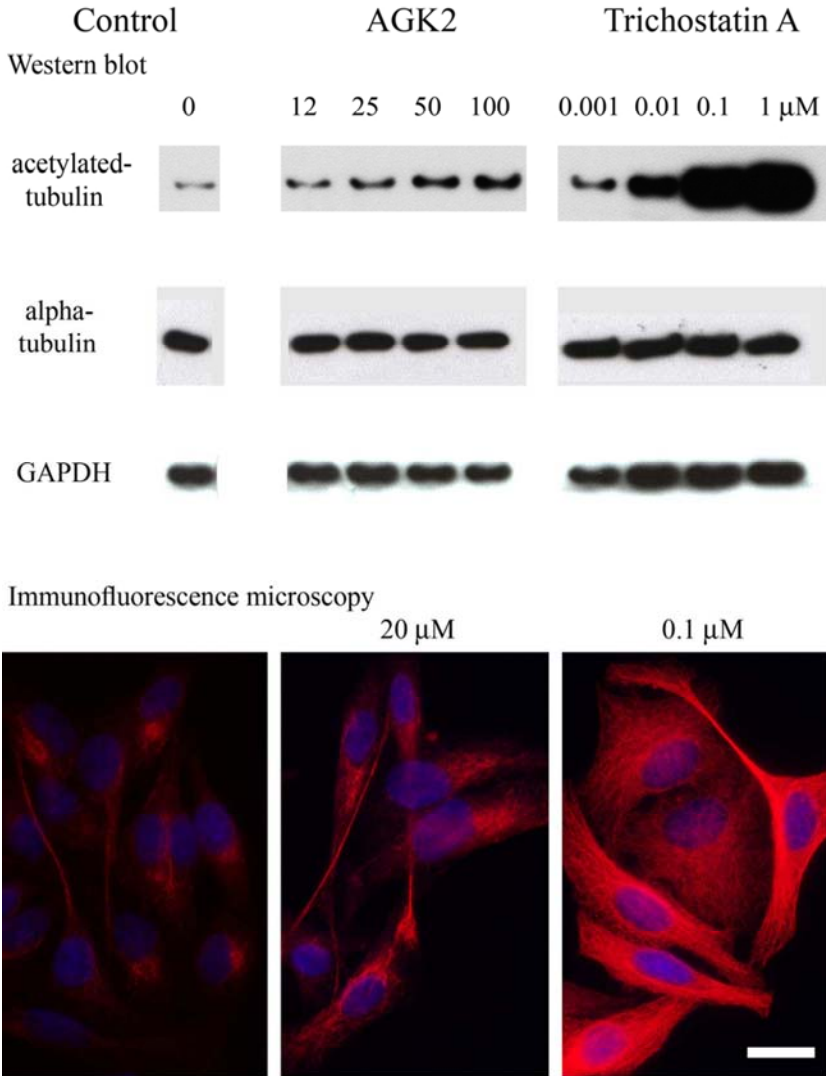 Control AGK2 Trichostatin A
Western blot
0 12 25 50 100 0.001 0.01 0.1 1 μM
acetylated-
tubulin
alpha-
tubulin
GAPDH
Immunofluorescence microscopy
20 μM 0.1 μM